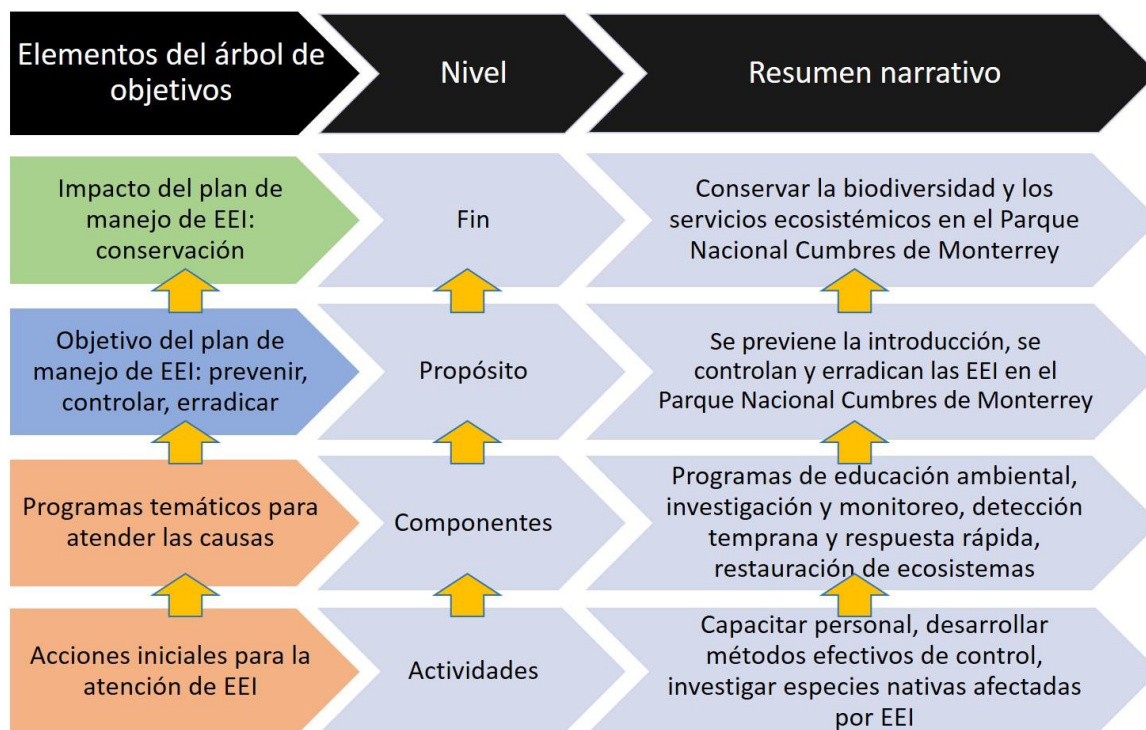 Elementos del árbol de
objetivos
Nivel
Resumen narrativo
Impacto del plan de
manejo de EEI:
conservación
Fin
Conservar la biodiversidad y los
servicios ecosistémicos en el Parque
Nacional Cumbres de Monterrey
Objetivo del plan de
manejo de EEI: prevenir,
controlar, erradicar
Propósito
Se previene la introducción, se
controlan y erradican las EEI en el
Parque Nacional Cumbres de Monterrey
Programas temáticos para
atender las causas
Componentes
Programas de educación ambiental,
investigación y monitoreo, detección
temprana y respuesta rápida,
restauración de ecosistemas
Acciones iniciales para la
atención de EEI
Actividades
Capacitar personal, desarrollar
métodos efectivos de control,
investigar especies nativas afectadas
por EEI